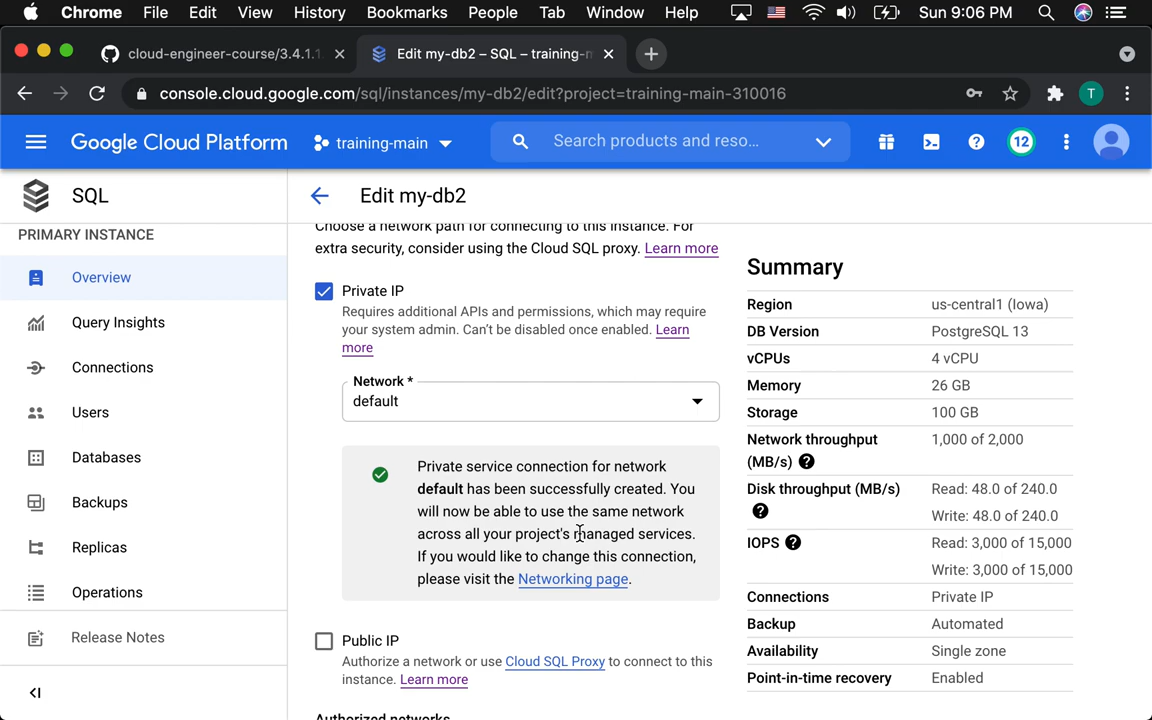 Chrome File Edit View History Bookmarks People Tab Window Help Sun 9:06 PM
cloud-engineer-course/3.4.1.1. Edit my-db2 – SQL – training-m
console.cloud.google.com/sql/instances/my-db2/edit?project=training-main-310016 T
Google Cloud Platform training-main Search products and reso... 12
SQL Edit my-db2
PRIMARY INSTANCE
Overview
Query Insights
Connections
Users
Databases
Backups
Replicas
Operations
Release Notes
Choose a network path for connecting to this instance. For
extra security, consider using the Cloud SQL proxy. Learn more
Private IP
Requires additional APIs and permissions, which may require
your system admin. Can't be disabled once enabled. Learn
more
Network *
default
Private service connection for network
default has been successfully created. You
will now be able to use the same network
across all your project's managed services.
If you would like to change this connection,
please visit the Networking page.
Public IP
Authorize a network or use Cloud SQL Proxy to connect to this
instance. Learn more
Authorized networks
Summary
Region us-central1 (Iowa)
DB Version PostgreSQL 13
vCPUs 4 vCPU
Memory 26 GB
Storage 100 GB
Network throughput 1,000 of 2,000
(MB/s)
Disk throughput (MB/s) Read: 48.0 of 240.0
Write: 48.0 of 240.0
IOPS Read: 3,000 of 15,000
Write: 3,000 of 15,000
Connections Private IP
Backup Automated
Availability Single zone
Point-in-time recovery Enabled